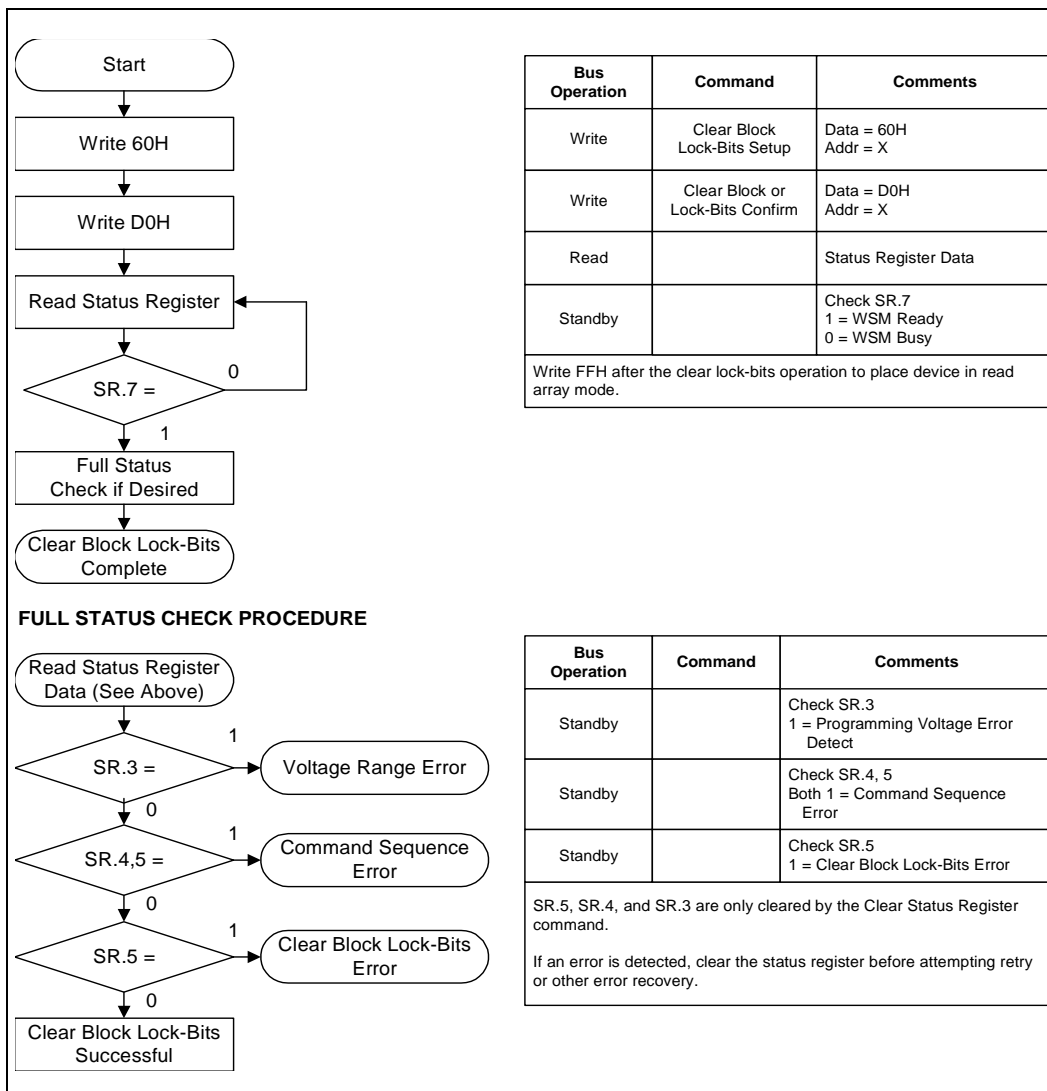 Start
Write 60H
Write D0H
Read Status Register
SR.7 =
0
1
Full Status
Check if Desired
Clear Block Lock-Bits
Complete
Bus
Operation
Command
Comments
Write
Clear Block
Lock-Bits Setup
Data = 60H
Addr = X
Write
Clear Block or
Lock-Bits Confirm
Data = D0H
Addr = X
Read
Status Register Data
Standby
Check SR.7
1 = WSM Ready
0 = WSM Busy
Write FFH after the clear lock-bits operation to place device in read
array mode.
FULL STATUS CHECK PROCEDURE
Read Status Register
Data (See Above)
SR.3 =
1
Voltage Range Error
0
SR.4,5 =
1
Command Sequence
Error
0
SR.5 =
1
Clear Block Lock-Bits
Error
0
Clear Block Lock-Bits
Successful
Bus
Operation
Command
Comments
Standby
Check SR.3
1 = Programming Voltage Error
Detect
Standby
Check SR.4, 5
Both 1 = Command Sequence
Error
Standby
Check SR.5
1 = Clear Block Lock-Bits Error
SR.5, SR.4, and SR.3 are only cleared by the Clear Status Register
command.
If an error is detected, clear the status register before attempting retry
or other error recovery.